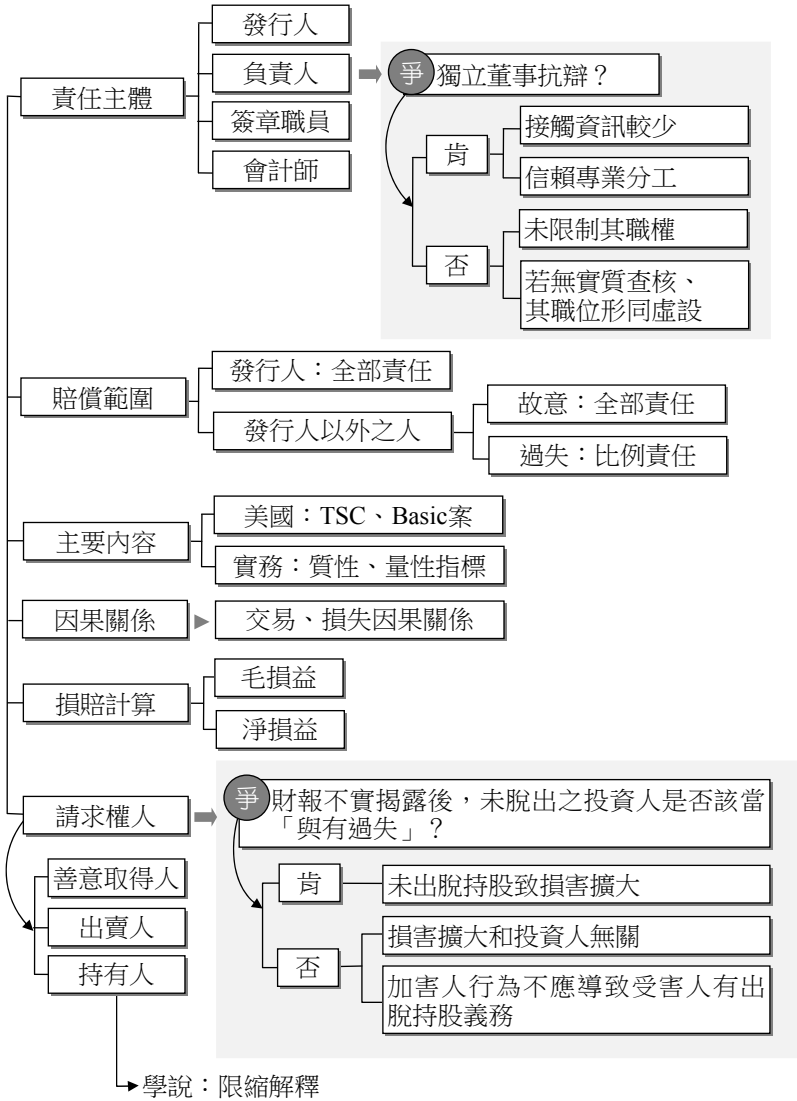 責任主體
發行人
負責人
簽章職員
會計師
爭
獨立董事抗辯？
肯
接觸資訊較少
信賴專業分工
否
未限制其職權
若無實質查核、
其職位形同虛設
賠償範圍
發行人：全部責任
發行人以外之人
故意：全部責任
過失：比例責任
主要內容
美國：TSC、Basic案
實務：質性、量性指標
因果關係
交易、損失因果關係
損賠計算
毛損益
淨損益
請求權人
善意取得人
出賣人
持有人
學說：限縮解釋
爭
財報不實揭露後，未脫出之投資人是否該當
「與有過失」？
肯
未出脫持股致損害擴大
否
損害擴大和投資人無關
加害人行為不應導致受害人有出
脫持股義務